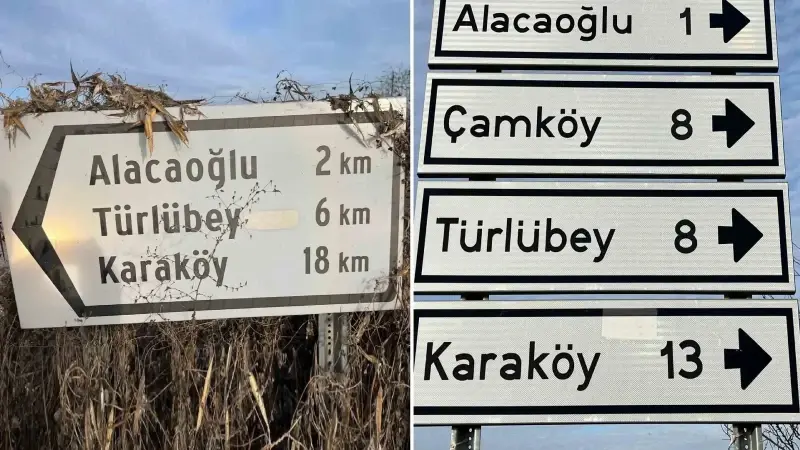 Alacaoğlu 2 km
Türlübey 6 km
Karaköy 18 km
Alacaoğlu 1
Çamköy 8
Türlübey 8
Karaköy 13